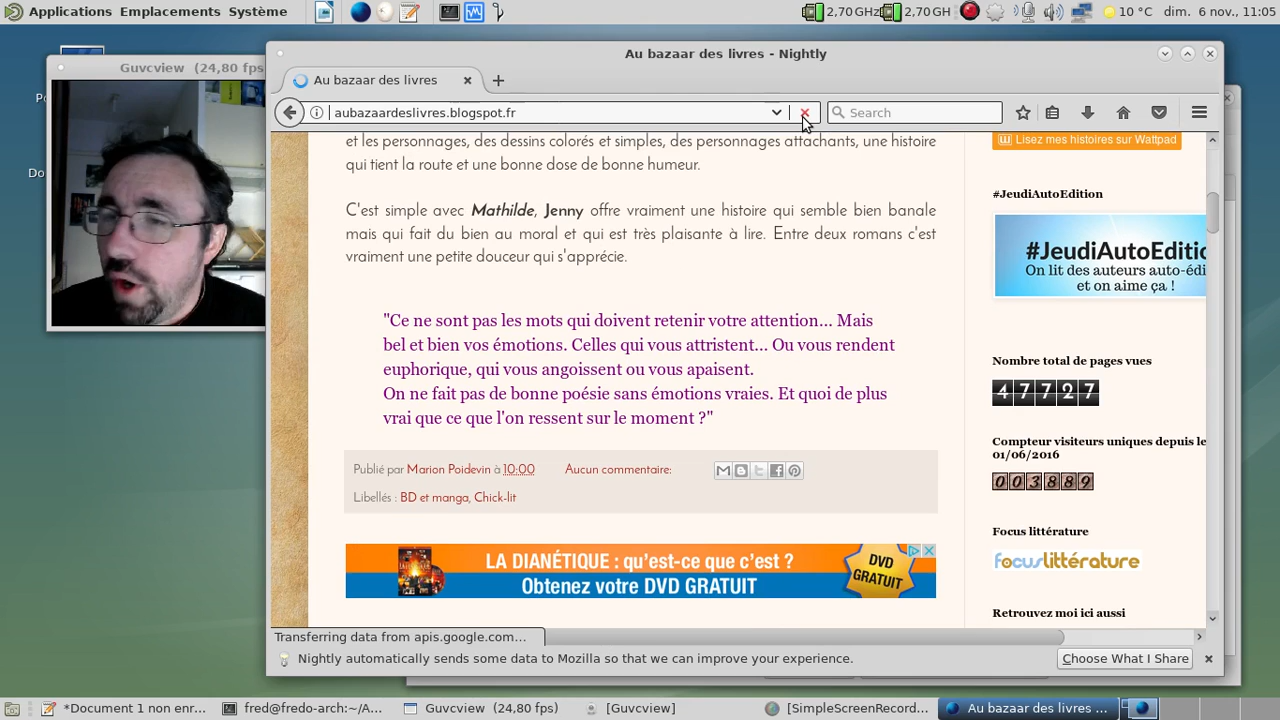 Applications Emplacements Système
2,70 GHz 2,70 GH
10 °C dim. 6 nov., 11:05
Guvcview (24,80 fps
Au bazaar des livres - Nightly
Au bazaar des livres
aubazaardeslivres.blogspot.fr
Search
et les personnages, des dessins colorés et simples, des personnages attachants, une histoire
qui tient la route et une bonne dose de bonne humeur.
C'est simple avec Mathilde, Jenny offre vraiment une histoire qui semble bien banale
mais qui fait du bien au moral et qui est très plaisante à lire. Entre deux romans c'est
vraiment une petite douceur qui s'apprécie.
"Ce ne sont pas les mots qui doivent retenir votre attention... Mais
bel et bien vos émotions. Celles qui vous attristent... Ou vous rendent
euphorique, qui vous angoissent ou vous apaisent.
On ne fait pas de bonne poésie sans émotions vraies. Et quoi de plus
vrai que ce que l'on ressent sur le moment ?"
Publié par Marion Poidevin à 10:00 Aucun commentaire:
Libellés : BD et manga, Chick-lit
LA DIANÉTIQUE : qu'est-ce que c'est ?
Obtenez votre DVD GRATUIT
DVD
GRATUIT
Lisez mes histoires sur Wattpad
#JeudiAutoEdition
#JeudiAutoEditio
On lit des auteurs auto-édi
et on aime ça !
Nombre total de pages vues
47727
Compteur visiteurs uniques depuis le
01/06/2016
003889
Focus littérature
focuslittérature
Retrouvez moi ici aussi
Transferring data from apis.google.com...
Nightly automatically sends some data to Mozilla so that we can improve your experience.
Choose What I Share
*Document 1 non enr...
fred@fredo-arch:~/A...
Guvcview (24,80 fps)
[Guvcview]
[SimpleScreenRecord...
Au bazaar des livres ...